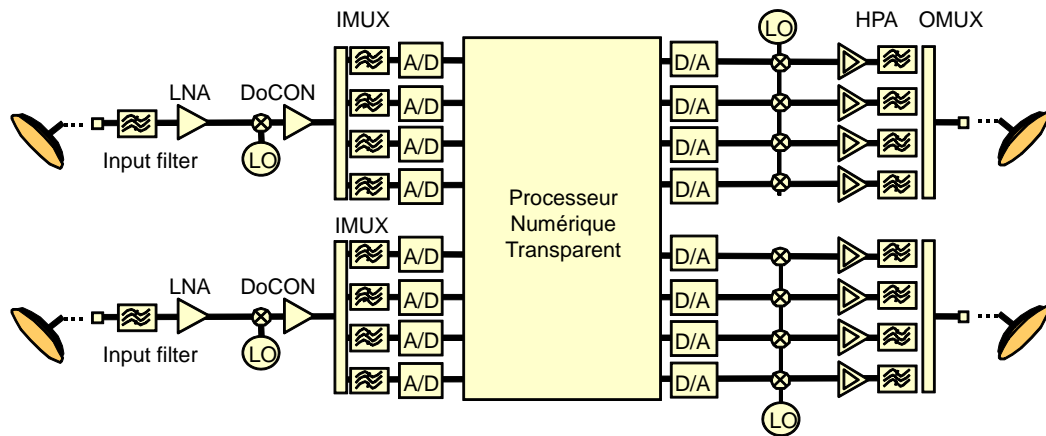 IMUX
HPA
OMUX
LO
A/D
D/A
LNA
DoCON
A/D
D/A
Input filter
LO
A/D
D/A
A/D
D/A
Processeur
Numérique
Transparent
IMUX
A/D
D/A
LNA
DoCON
A/D
D/A
Input filter
LO
A/D
D/A
A/D
D/A
LO